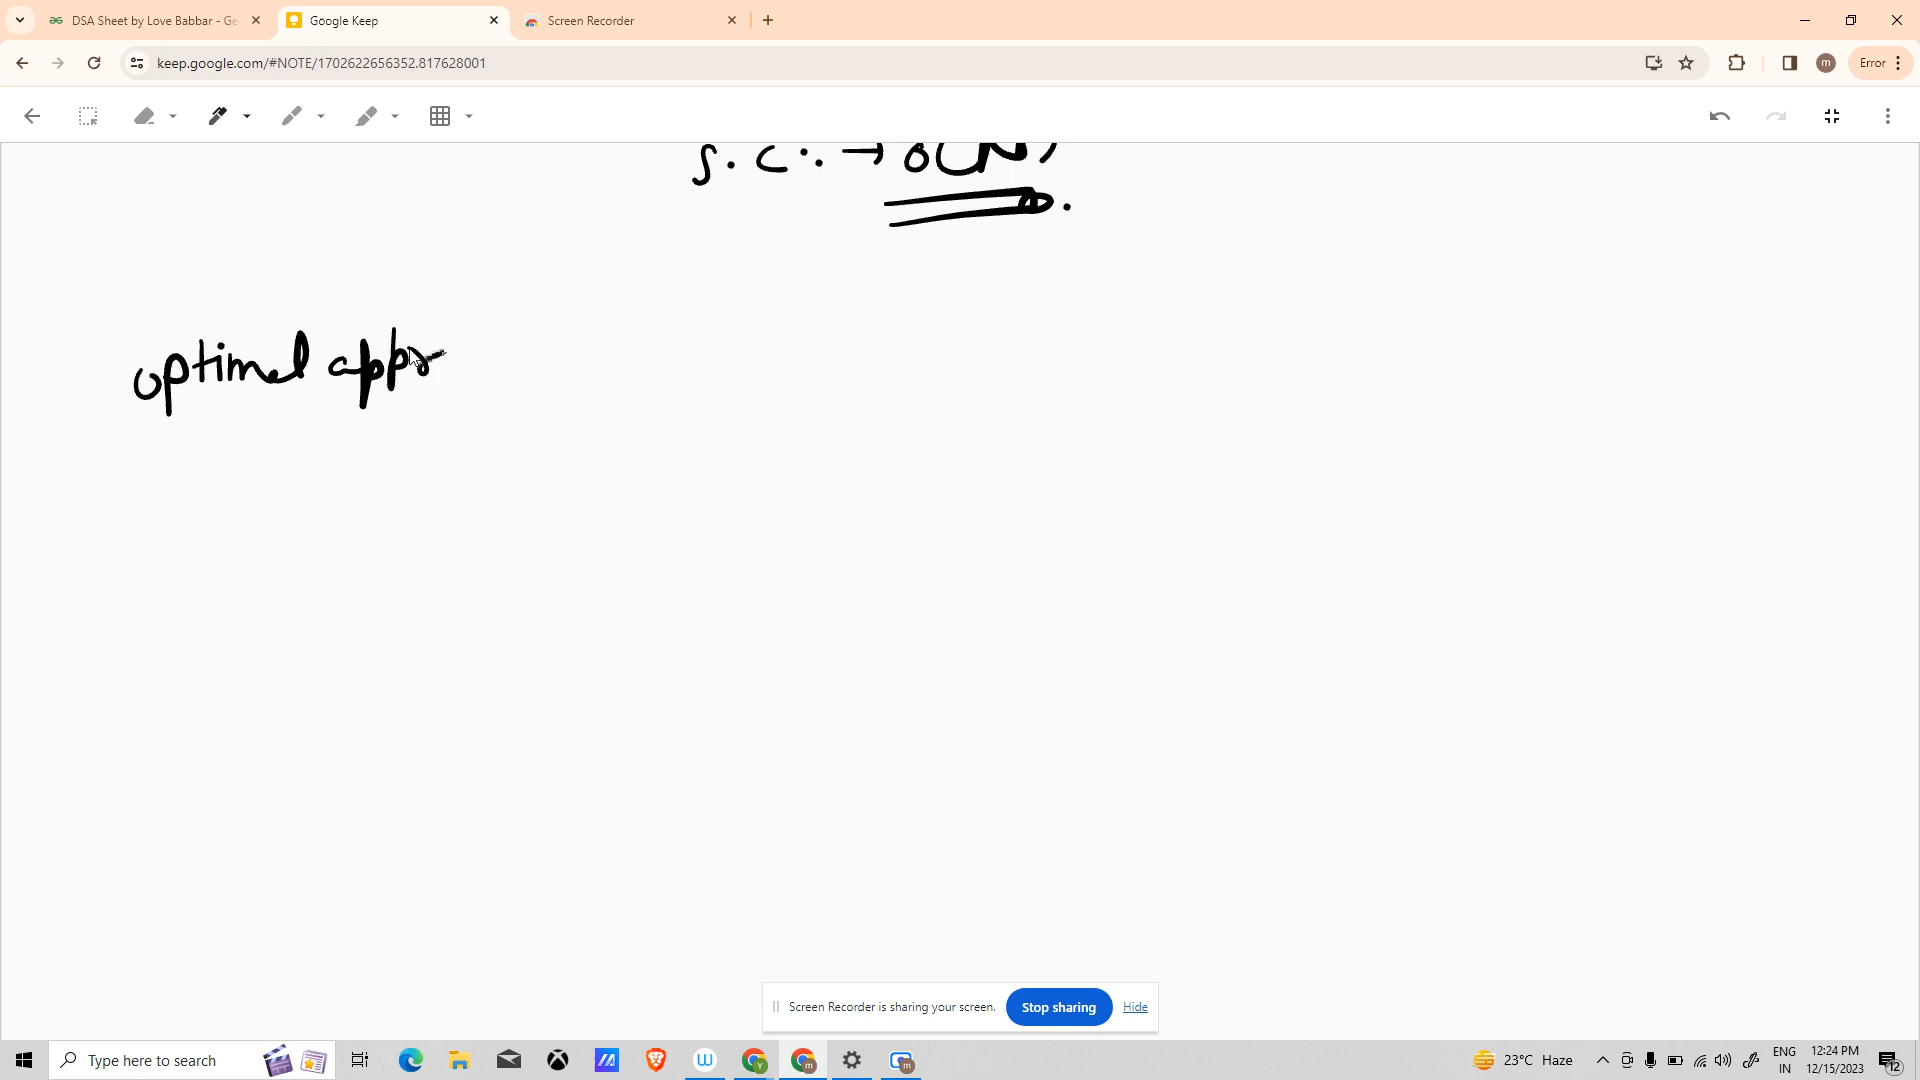 DSA Sheet by Love Babbar - Ge
Google Keep
Screen Recorder
keep.google.com/#NOTE/1702622656352.817628001
m
Error
S.C:. → O(N)
optimal appr
Screen Recorder is sharing your screen.
Stop sharing
Hide
Type here to search
m
23°C Haze
ENG
IN
12:24 PM
12/15/2023
12